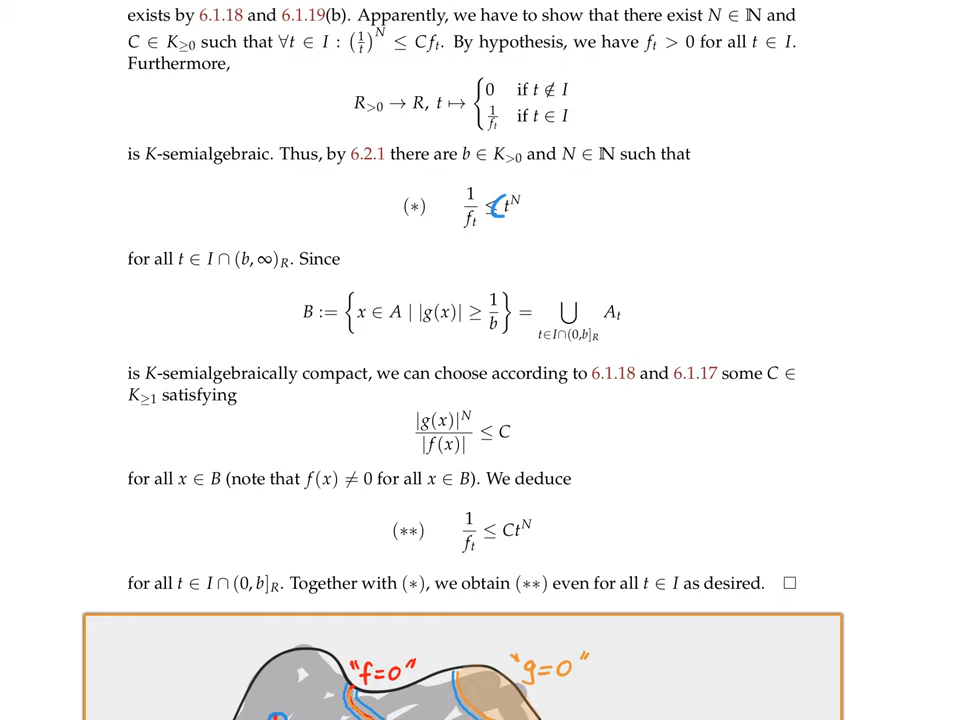 exists by 6.1.18 and 6.1.19(b). Apparently, we have to show that there exist N ∈ ℕ and
C ∈ K≥0 such that ∀t ∈ I : (1/t)^N ≤ Cf_t. By hypothesis, we have f_t > 0 for all t ∈ I.
Furthermore,
R>0 → R, t ↦ { 0 if t ∉ I
1/f_t if t ∈ I
is K-semialgebraic. Thus, by 6.2.1 there are b ∈ K>0 and N ∈ ℕ such that
(∗) 1/f_t ≤ t^N
for all t ∈ I ∩ (b, ∞)_R. Since
B := { x ∈ A | |g(x)| ≥ 1/b } = ⋃_{t∈I∩(0,b]_R} A_t
is K-semialgebraically compact, we can choose according to 6.1.18 and 6.1.17 some C ∈
K≥1 satisfying
|g(x)|^N / |f(x)| ≤ C
for all x ∈ B (note that f(x) ≠ 0 for all x ∈ B). We deduce
(∗∗) 1/f_t ≤ Ct^N
for all t ∈ I ∩ (0, b]_R. Together with (∗), we obtain (∗∗) even for all t ∈ I as desired. □
"f=0" "g=0"